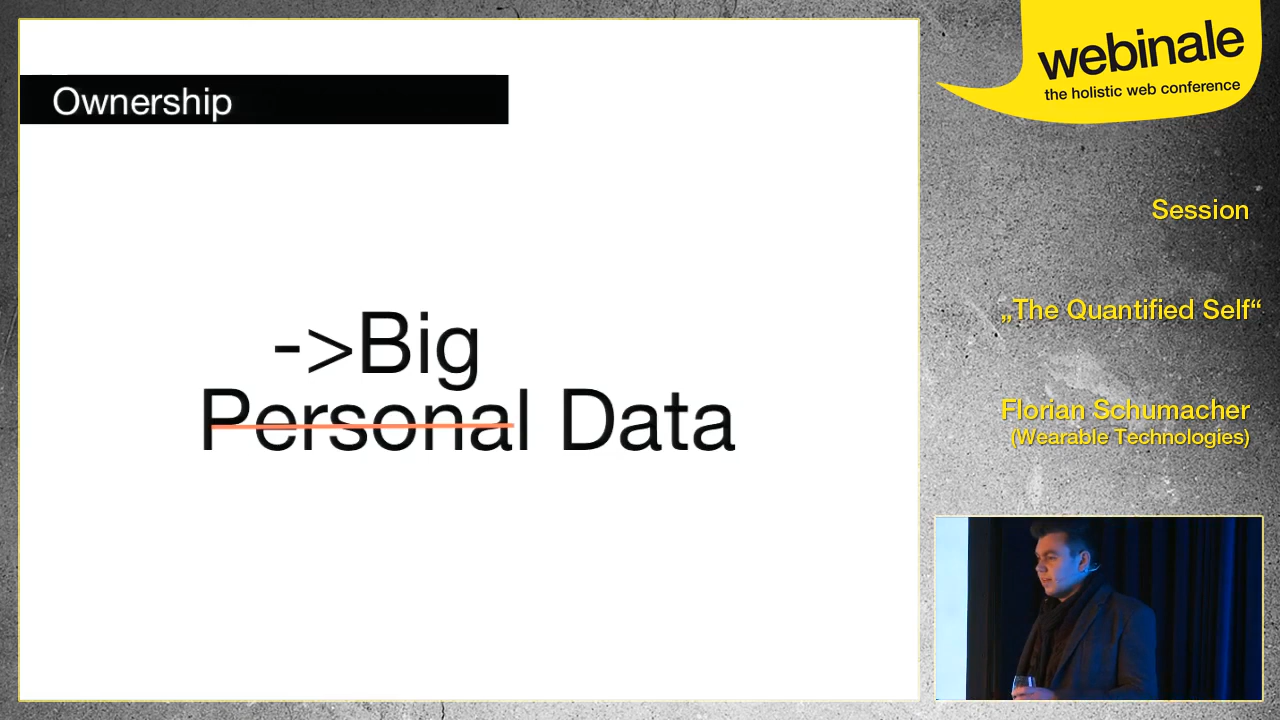 Ownership
->Big
Personal Data
webinale
the holistic web conference
Session
„The Quantified Self“
Florian Schumacher
(Wearable Technologies)